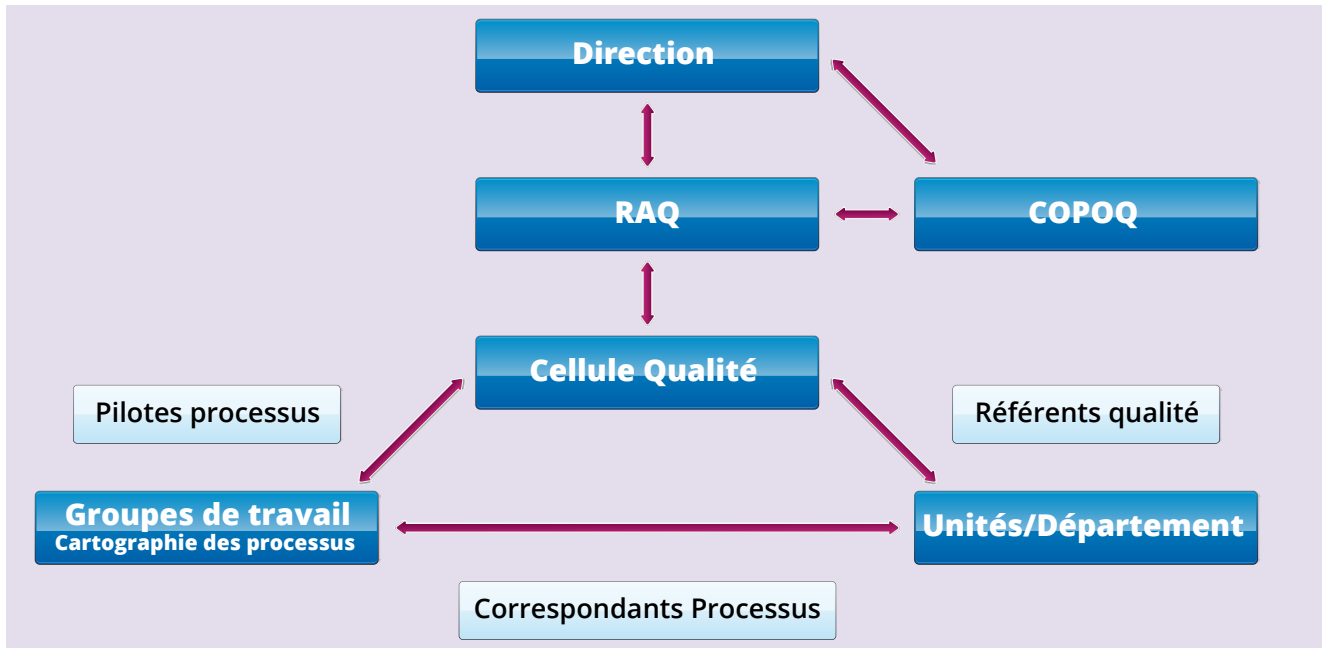 Direction
RAQ
COPOQ
Cellule Qualité
Pilotes processus
Référents qualité
Groupes de travail
Cartographie des processus
Unités/Département
Correspondants Processus